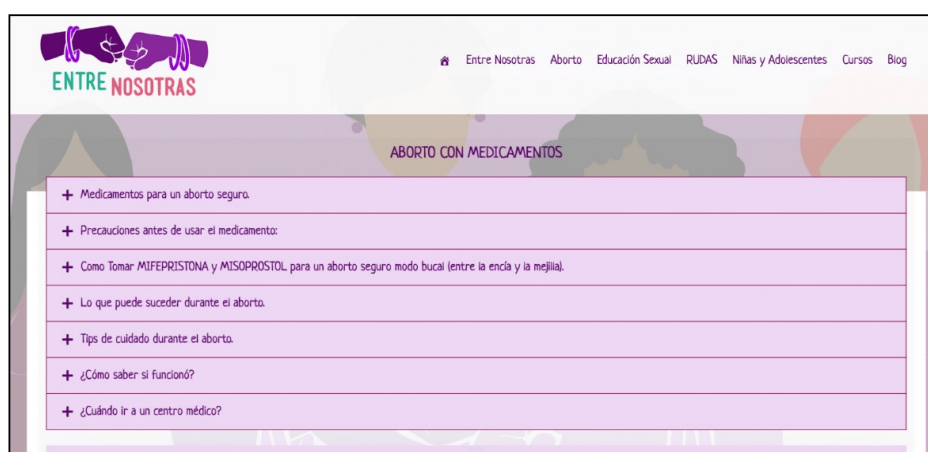 ENTRE NOSOTRAS
Entre Nosotras Aborto Educación Sexual RUDAS Niñas y Adolescentes Cursos Blog
ABORTO CON MEDICAMENTOS
+ Medicamentos para un aborto seguro.
+ Precauciones antes de usar el medicamento:
+ Como Tomar MIFEPRISTONA y MISOPROSTOL para un aborto seguro modo bucal (entre la encía y la mejilla).
+ Lo que puede suceder durante el aborto.
+ Tips de cuidado durante el aborto.
+ ¿Cómo saber si funcionó?
+ ¿Cuándo ir a un centro médico?